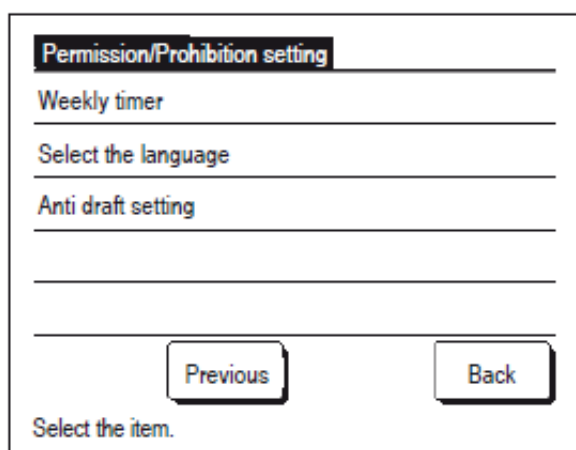 Permission/Prohibition setting
Weekly timer
Select the language
Anti draft setting
Previous Back
Select the item.